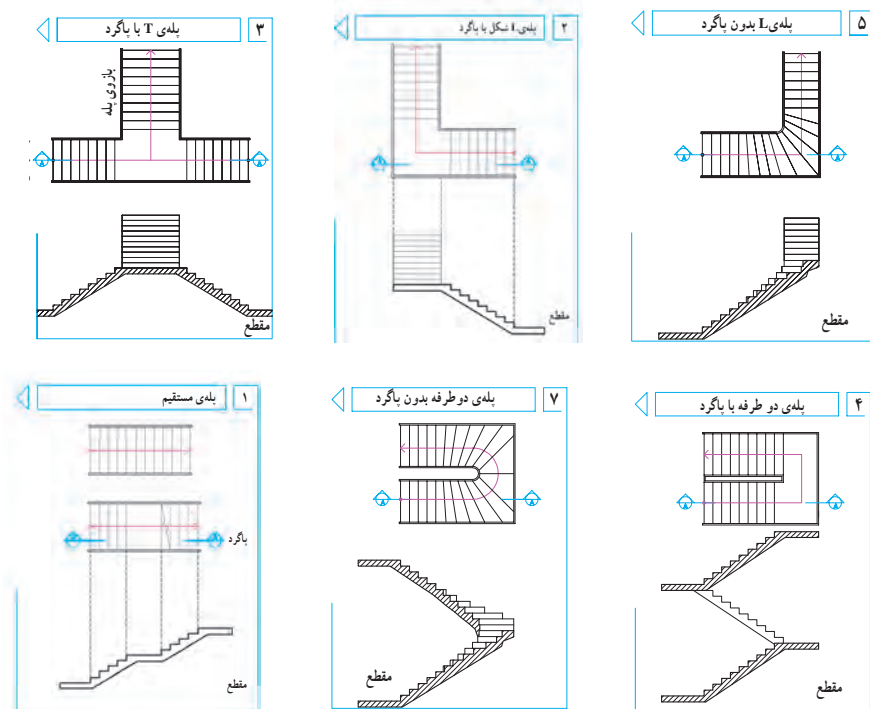 ۵
پله‌ی L بدون پاگرد
مقطع
۲
پله‌ی L شکل با پاگرد
مقطع
۳
پله‌ی T با پاگرد
بازوی پله
مقطع
۴
پله‌ی دو طرفه با پاگرد
مقطع
۷
پله‌ی دو طرفه بدون پاگرد
مقطع
۱
پله‌ی مستقیم
پاگرد
مقطع